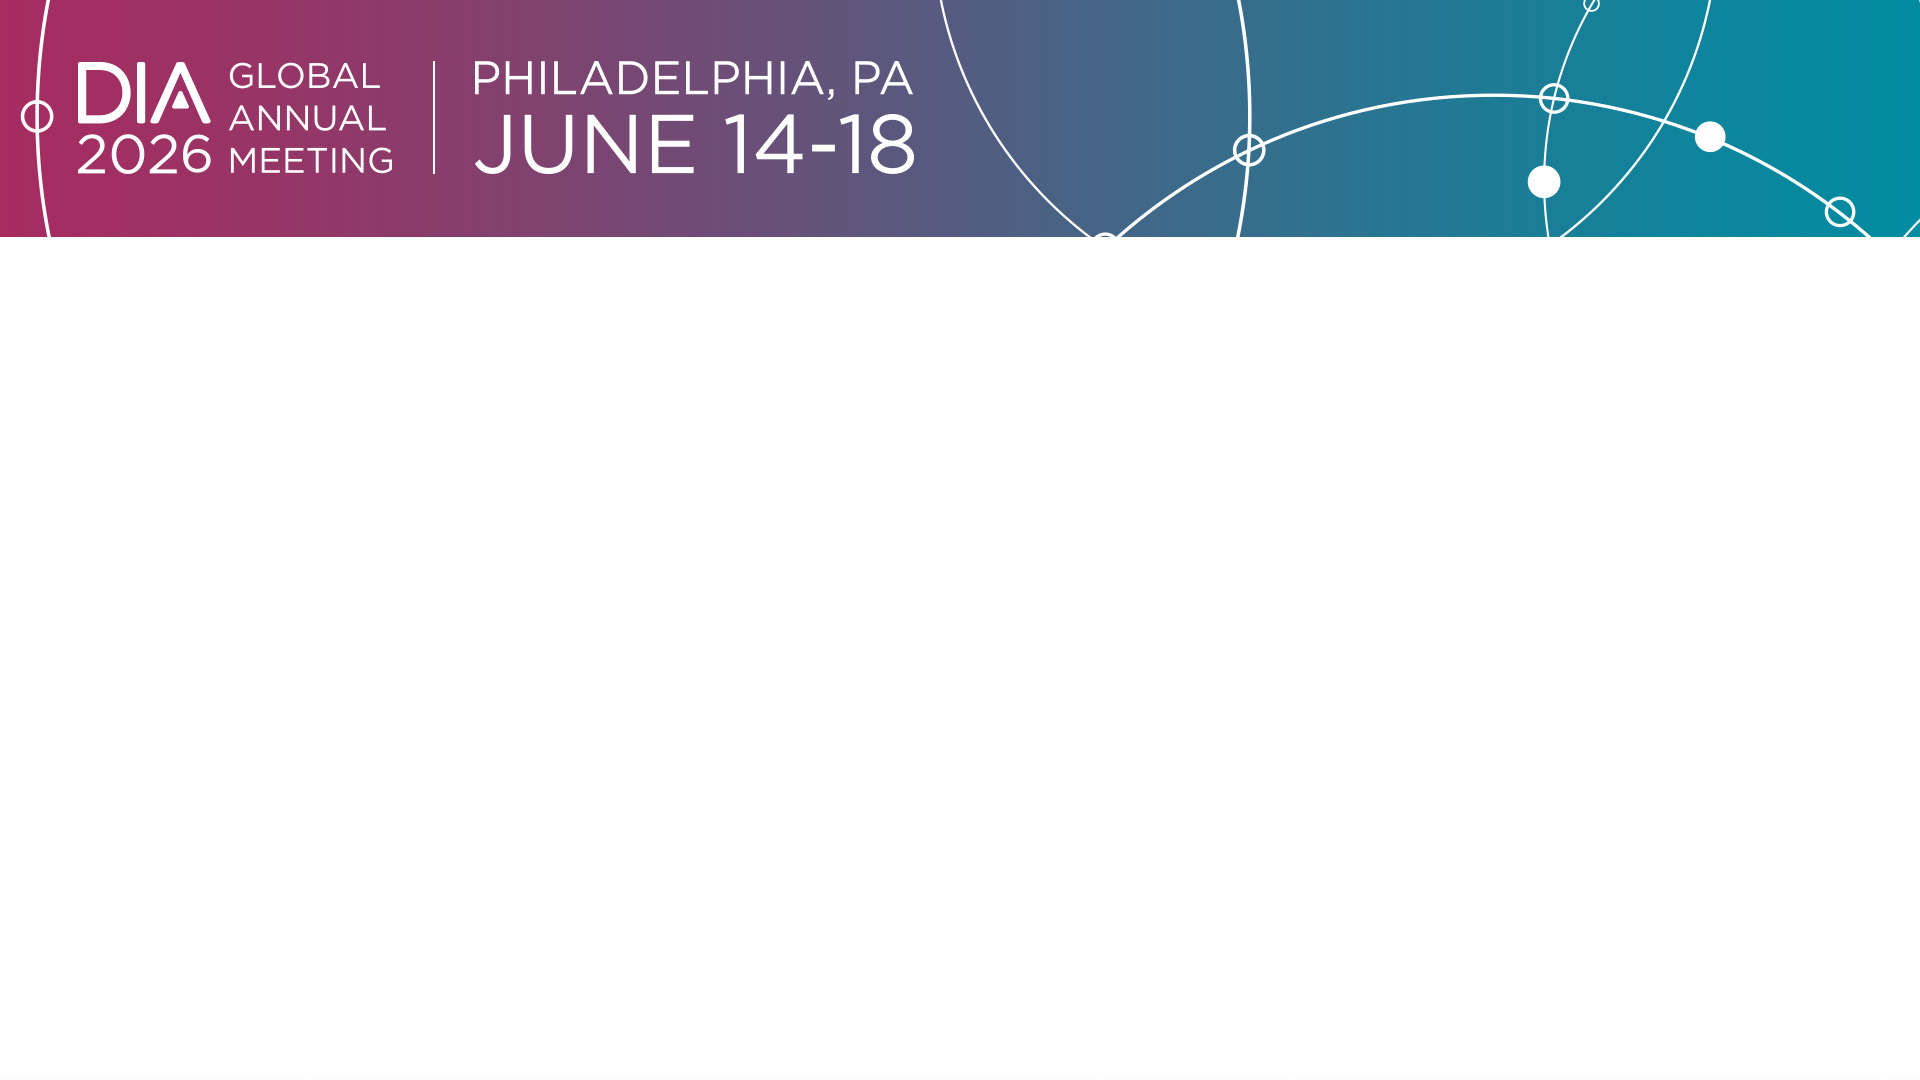 DIA
2026
GLOBAL
ANNUAL
MEETING
PHILADELPHIA, PA
JUNE 14-18